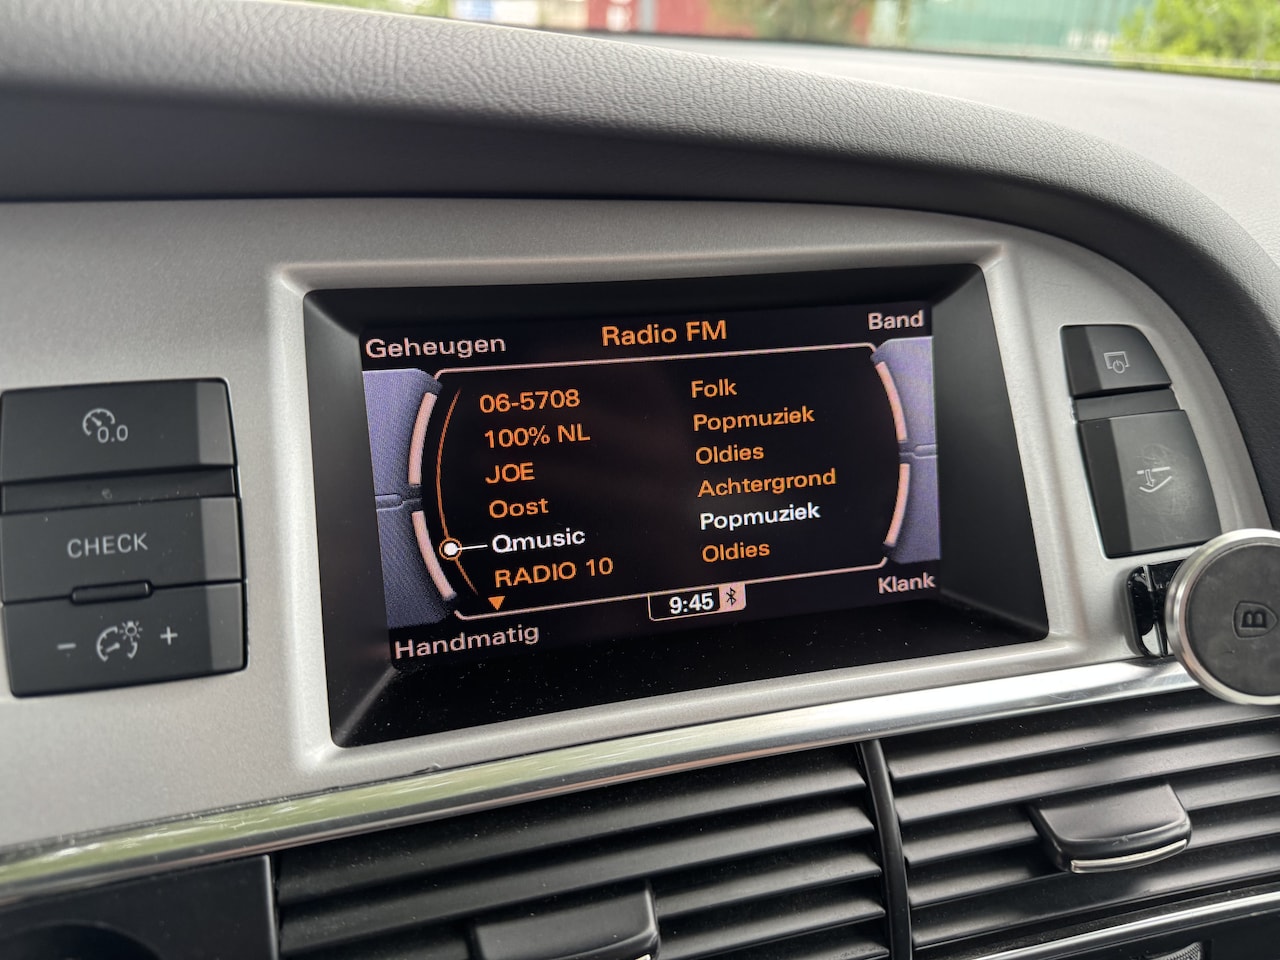 Geheugen
Radio FM
Band
06-5708 Folk
100% NL Popmuziek
JOE Oldies
Oost Achtergrond
Qmusic Popmuziek
RADIO 10 Oldies
9:45
Handmatig
Klank
0.0
CHECK
- +
B